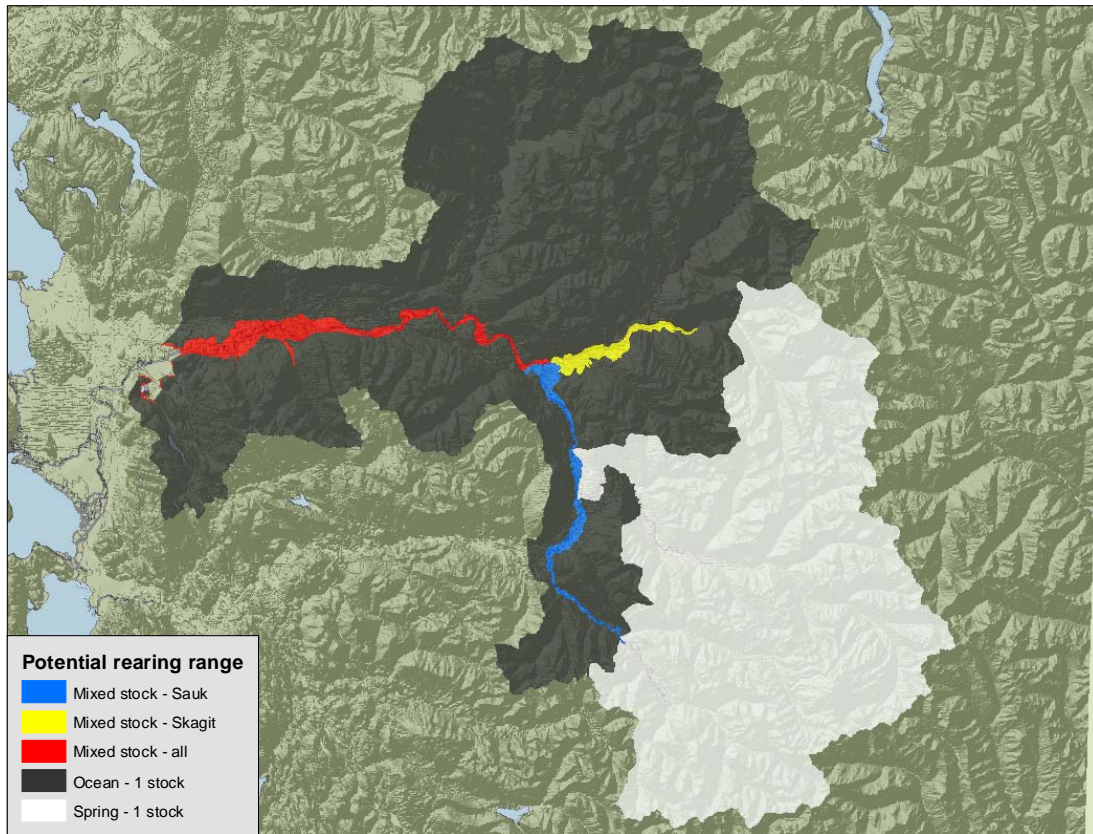 Potential rearing range
Mixed stock - Sauk
Mixed stock - Skagit
Mixed stock - all
Ocean - 1 stock
Spring - 1 stock